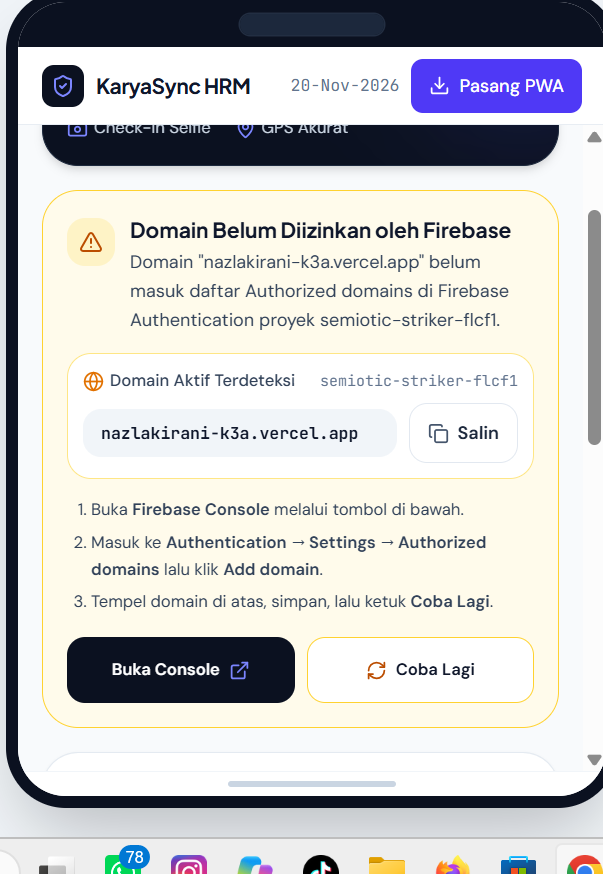 KaryaSync HRM
20-Nov-2026
Pasang PWA
Check-in Selfie
GPS Akurat
Domain Belum Diizinkan oleh Firebase
Domain "nazlakirani-k3a.vercel.app" belum
masuk daftar Authorized domains di Firebase
Authentication proyek semiotic-striker-flcf1.
Domain Aktif Terdeteksi
semiotic-striker-flcf1
nazlakirani-k3a.vercel.app
Salin
1. Buka Firebase Console melalui tombol di bawah.
2. Masuk ke Authentication → Settings → Authorized
domains lalu klik Add domain.
3. Tempel domain di atas, simpan, lalu ketuk Coba Lagi.
Buka Console
Coba Lagi
78